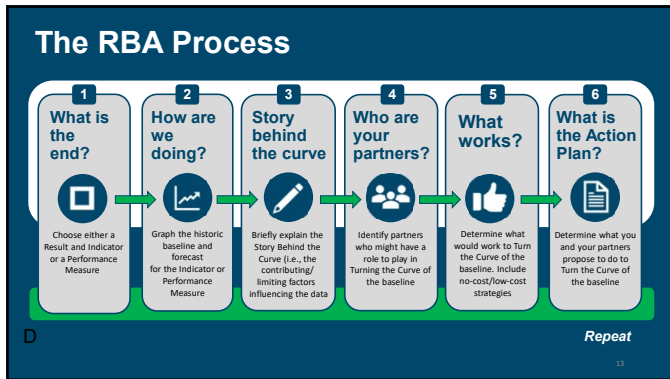 The RBA Process
1
What is
the
end?
Choose either a
Result and Indicator
or a Performance
Measure
2
How are
we
doing?
Graph the historic
baseline and
forecast
for the Indicator or
Performance
Measure
3
Story
behind
the curve
Briefly explain the
Story Behind the
Curve (i.e., the
contributing/
limiting factors
influencing the data
4
Who are
your
partners?
Identify partners
who might have a
role to play in
Turning the Curve of
the baseline
5
What
works?
Determine what
would work to Turn
the Curve of the
baseline. Include
no-cost/low-cost
strategies
6
What is
the Action
Plan?
Determine what you
and your partners
propose to do to
Turn the Curve of
the baseline
D
Repeat
13